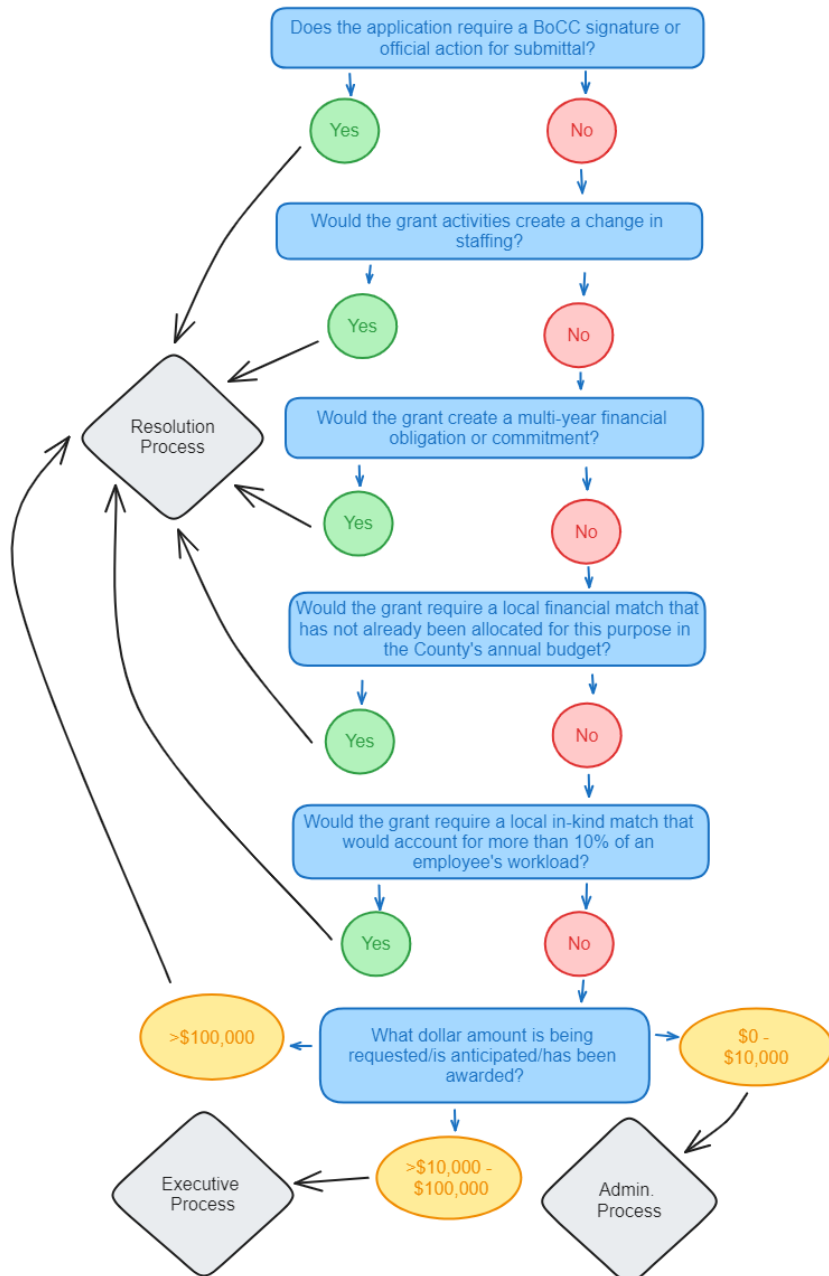 Does the application require a BoCC signature or
official action for submittal?
Yes
No
Would the grant activities create a change in
staffing?
Yes
No
Resolution
Process
Would the grant create a multi-year financial
obligation or commitment?
Yes
No
Would the grant require a local financial match that
has not already been allocated for this purpose in
the County's annual budget?
Yes
No
Would the grant require a local in-kind match that
would account for more than 10% of an
employee's workload?
Yes
No
>$100,000
What dollar amount is being
requested/is anticipated/has been
awarded?
$0 -
$10,000
Executive
Process
>$10,000 -
$100,000
Admin.
Process